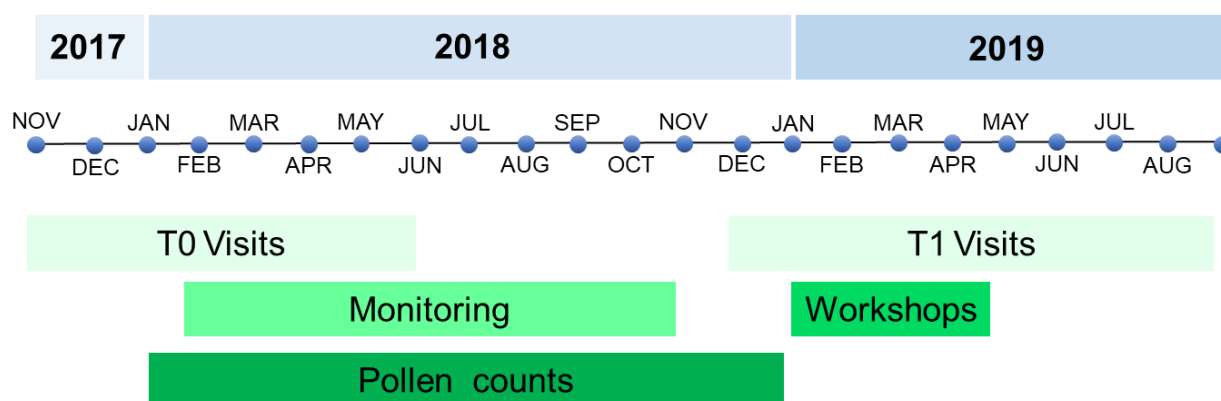 2017 2018 2019
NOV JAN MAR MAY JUL SEP NOV JAN MAR MAY JUL
DEC FEB APR JUN AUG OCT DEC FEB APR JUN AUG
T0 Visits T1 Visits
Monitoring Workshops
Pollen counts